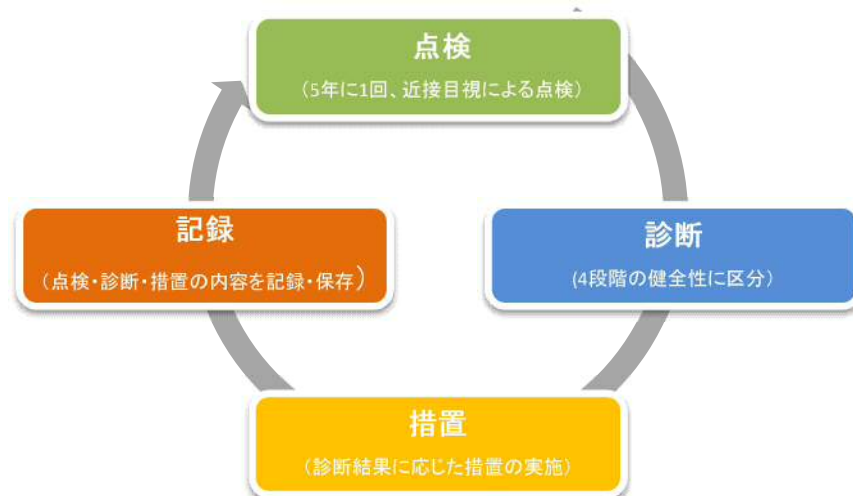 点検
（5年に1回、近接目視による点検）
診断
(4段階の健全性に区分）
措置
（診断結果に応じた措置の実施）
記録
（点検・診断・措置の内容を記録・保存）